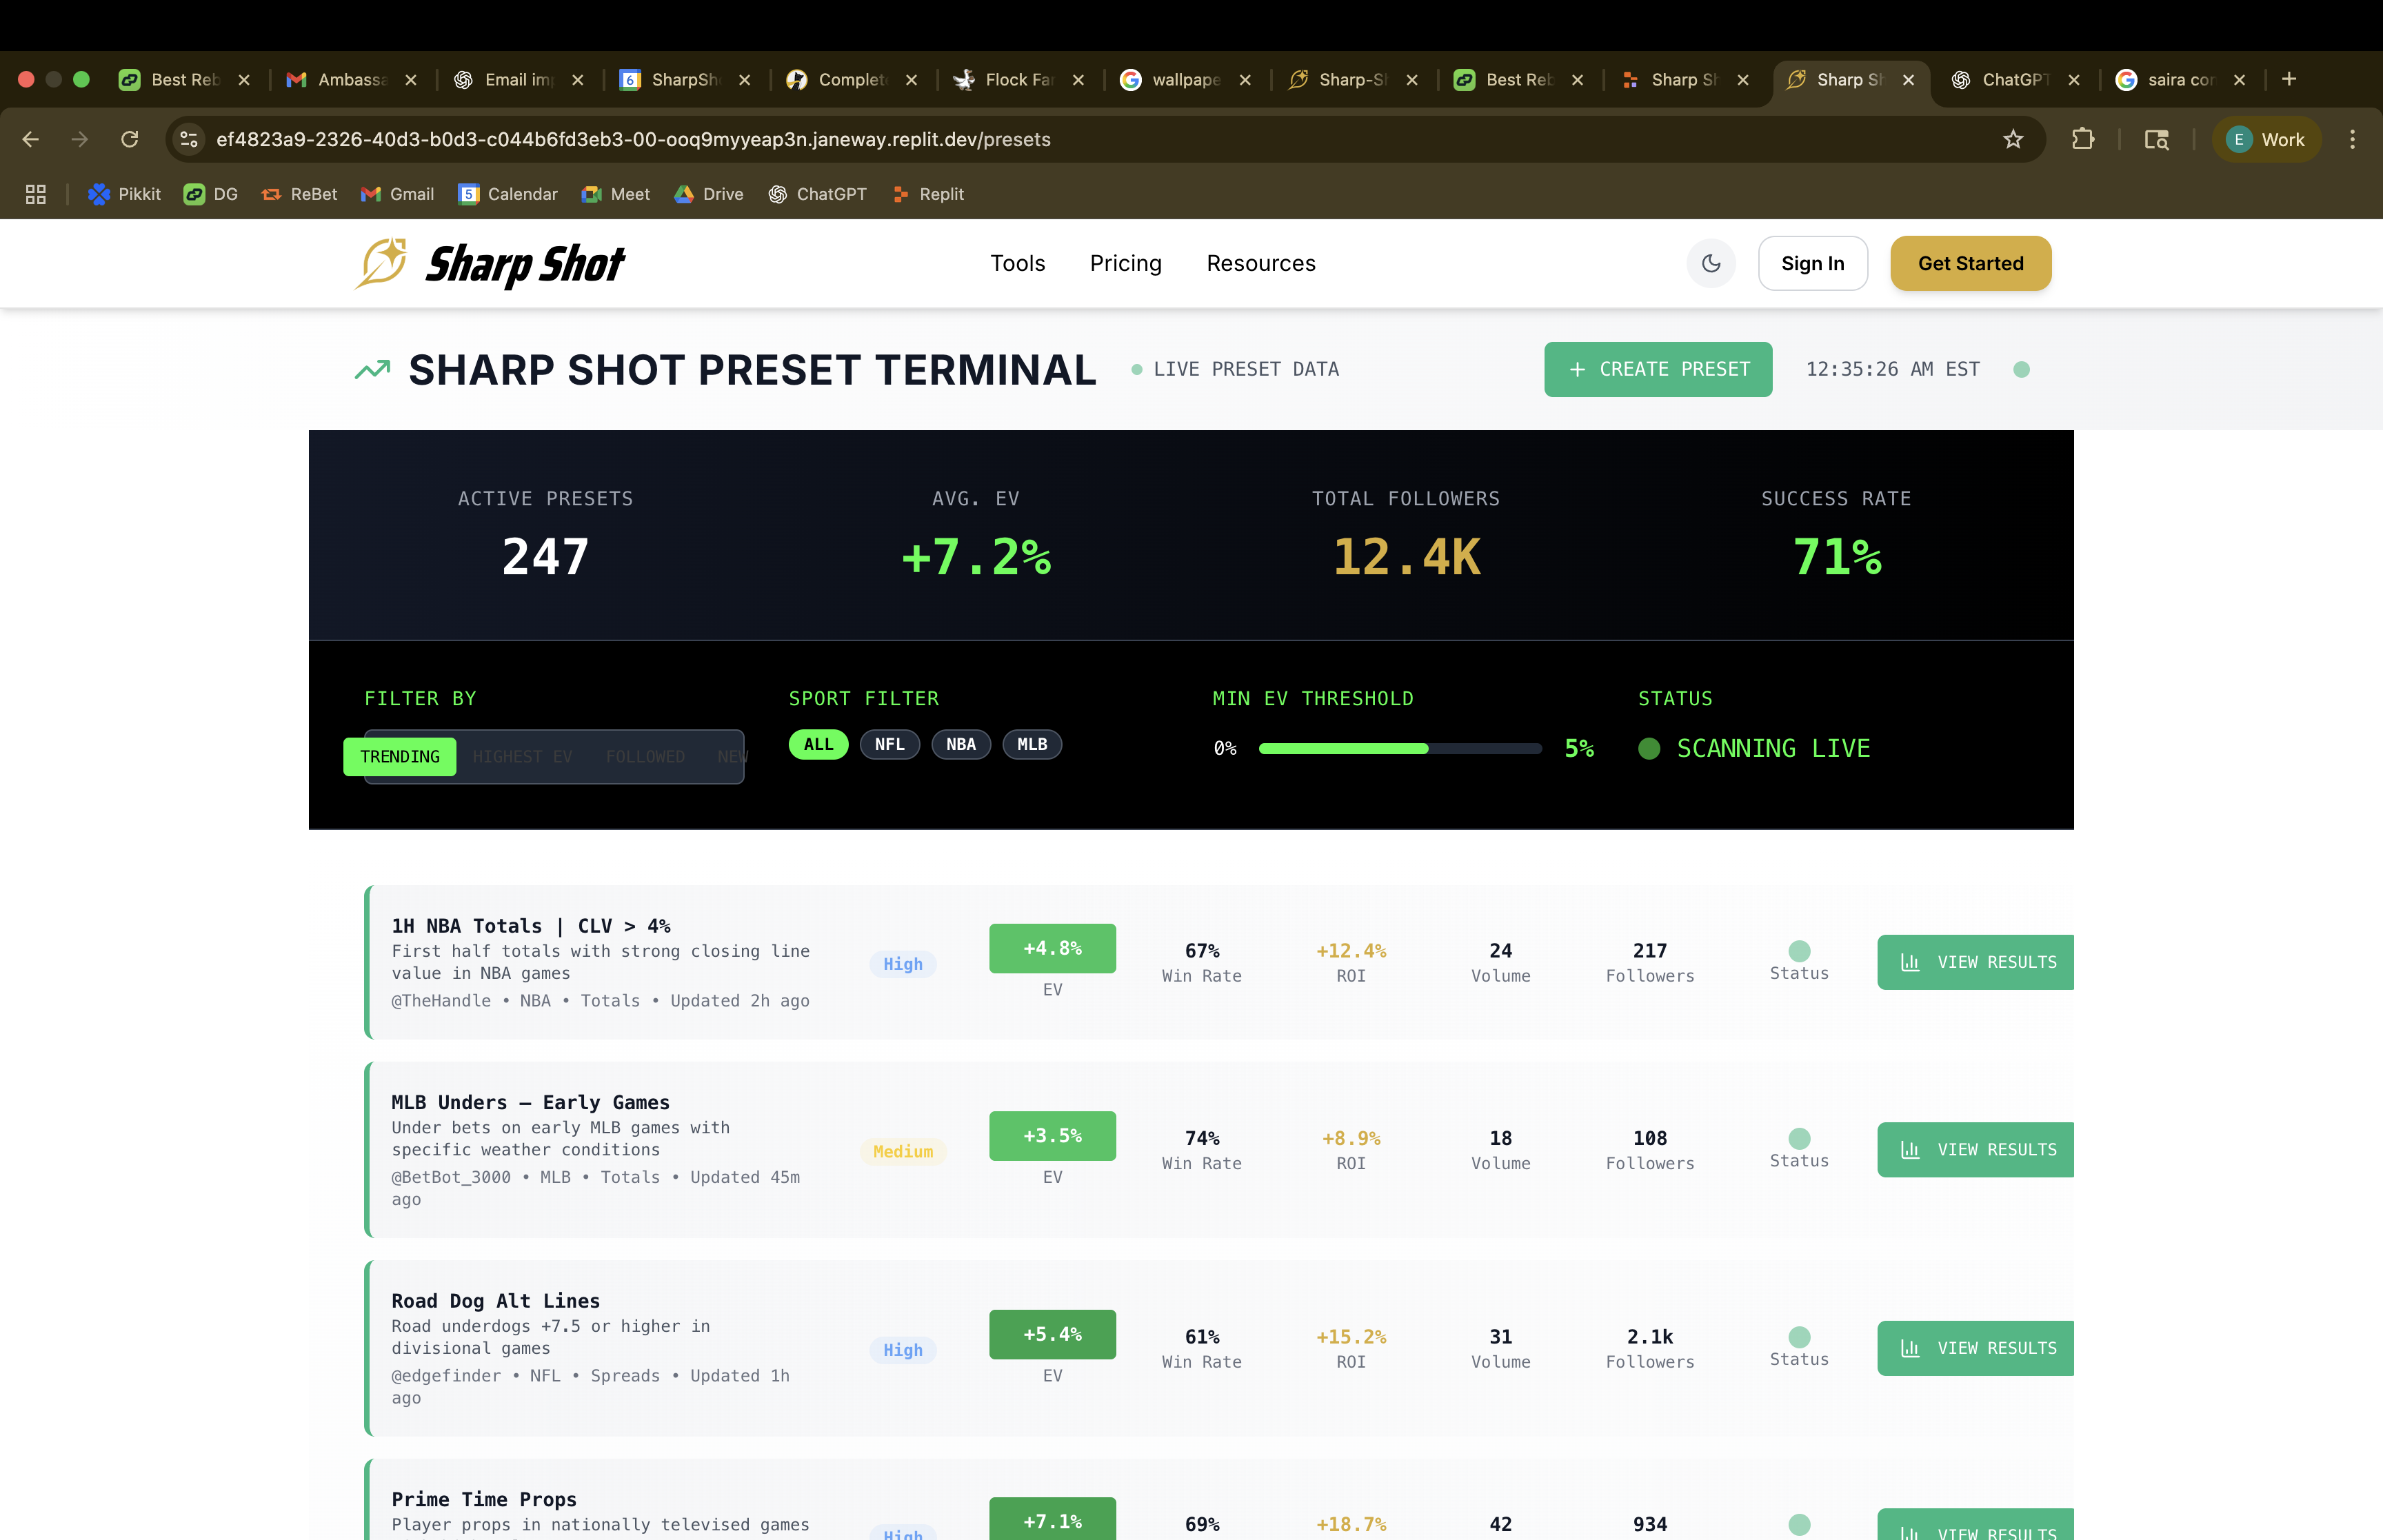 Best Reb
Ambassa
Email im
6
SharpSh
Complet
Flock Fa
wallpape
Sharp-S
Best Reb
Sharp S
Sharp S
ChatGPT
saira co
ef4823a9-2326-40d3-b0d3-c044b6fd3eb3-00-ooq9myyeap3n.janeway.replit.dev/presets
E Work
Pikkit
DG
ReBet
Gmail
5
Calendar
Meet
Drive
ChatGPT
Replit
Sharp Shot
Tools
Pricing
Resources
Sign In
Get Started
SHARP SHOT PRESET TERMINAL
LIVE PRESET DATA
+ CREATE PRESET
12:35:26 AM EST
ACTIVE PRESETS
247
AVG. EV
+7.2%
TOTAL FOLLOWERS
12.4K
SUCCESS RATE
71%
FILTER BY
TRENDING
HIGHEST EV
FOLLOWED
NEW
SPORT FILTER
ALL
NFL
NBA
MLB
MIN EV THRESHOLD
0%
5%
STATUS
SCANNING LIVE
1H NBA Totals | CLV > 4%
First half totals with strong closing line
value in NBA games
@TheHandle • NBA • Totals • Updated 2h ago
High
+4.8%
EV
67%
Win Rate
+12.4%
ROI
24
Volume
217
Followers
Status
VIEW RESULTS
MLB Unders – Early Games
Under bets on early MLB games with
specific weather conditions
@BetBot_3000 • MLB • Totals • Updated 45m
ago
Medium
+3.5%
EV
74%
Win Rate
+8.9%
ROI
18
Volume
108
Followers
Status
VIEW RESULTS
Road Dog Alt Lines
Road underdogs +7.5 or higher in
divisional games
@edgefinder • NFL • Spreads • Updated 1h
ago
High
+5.4%
EV
61%
Win Rate
+15.2%
ROI
31
Volume
2.1k
Followers
Status
VIEW RESULTS
Prime Time Props
Player props in nationally televised games
High
+7.1%
69%
+18.7%
42
934
VIEW RESULTS